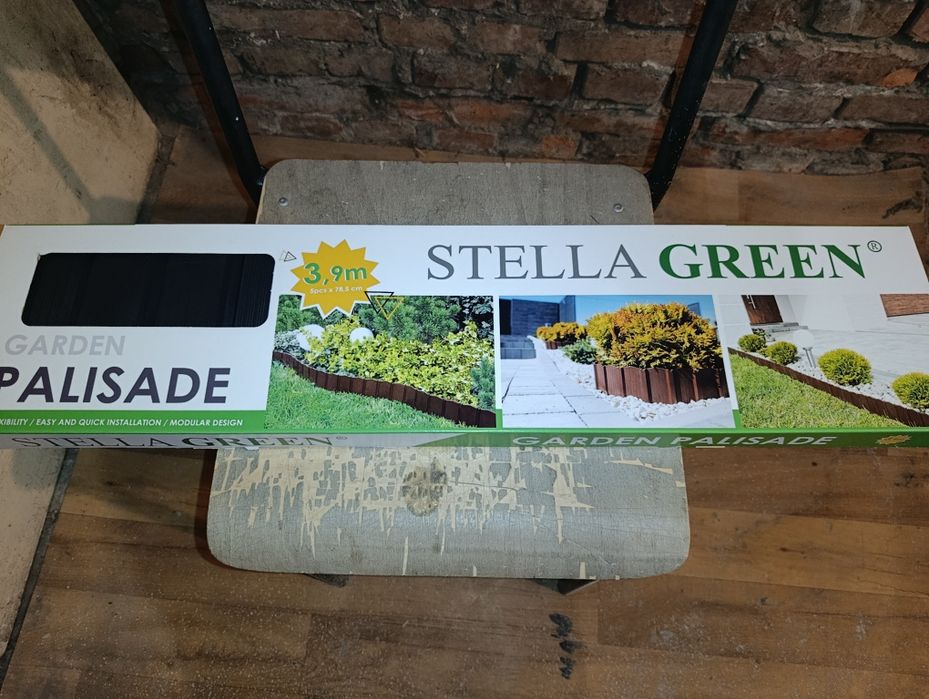 3,9m
5pcs x 78,5 cm
STELLA GREEN®
GARDEN
PALISADE
/ EASY AND QUICK INSTALLATION / MODULAR DESIGN
STELLA GREEN®
GARDEN PALISADE